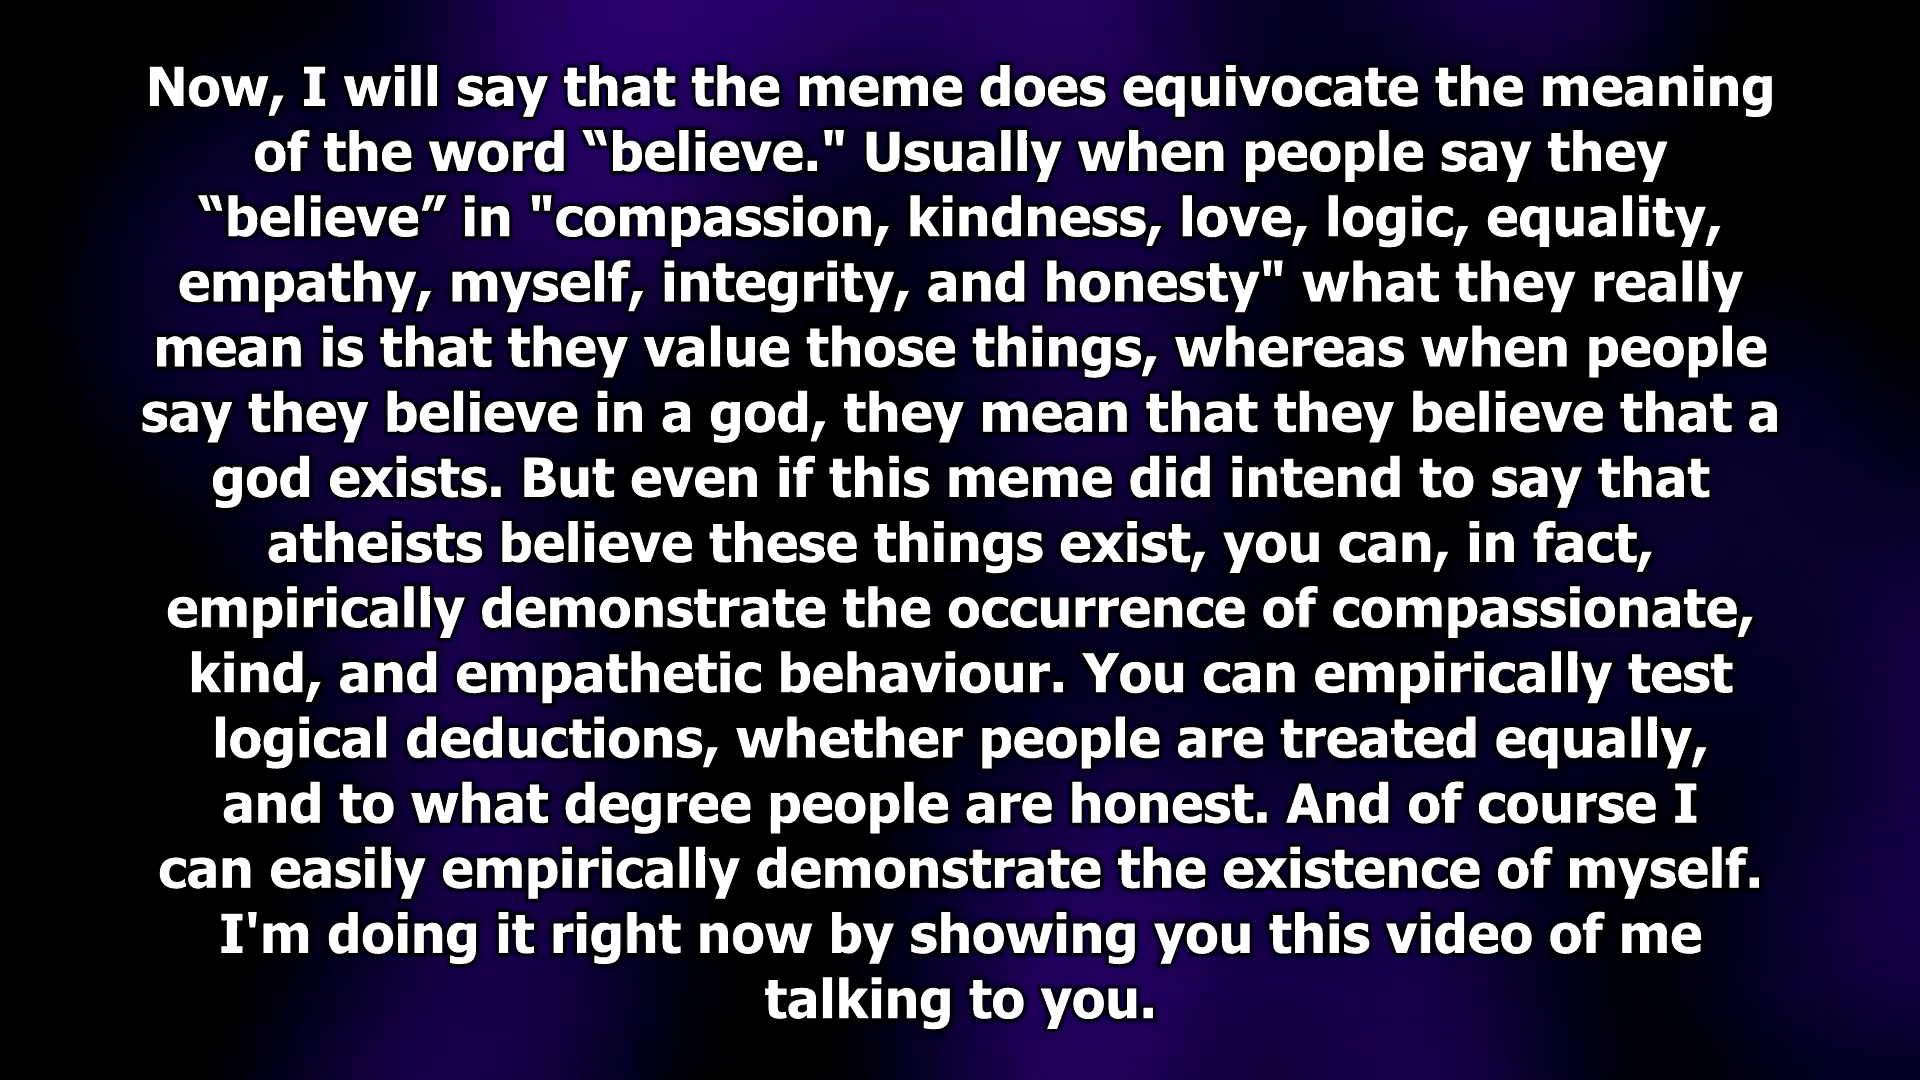 Now, I will say that the meme does equivocate the meaning
of the word “believe." Usually when people say they
“believe” in "compassion, kindness, love, logic, equality,
empathy, myself, integrity, and honesty" what they really
mean is that they value those things, whereas when people
say they believe in a god, they mean that they believe that a
god exists. But even if this meme did intend to say that
atheists believe these things exist, you can, in fact,
empirically demonstrate the occurrence of compassionate,
kind, and empathetic behaviour. You can empirically test
logical deductions, whether people are treated equally,
and to what degree people are honest. And of course I
can easily empirically demonstrate the existence of myself.
I'm doing it right now by showing you this video of me
talking to you.